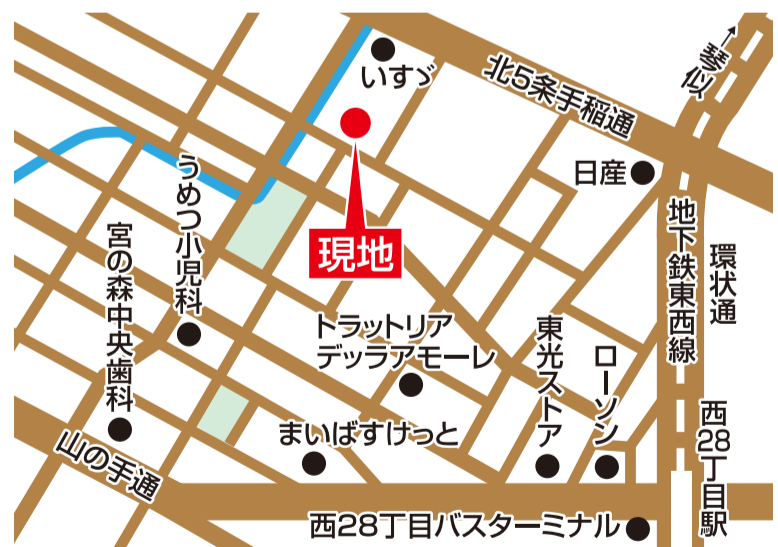 いすゞ
北5条手稲通
→琴似
日産
地下鉄東西線
環状通
うめつ小児科
宮の森中央歯科
現地
トラットリア
デッラアモーレ
東光ストア
ローソン
まいばすけっと
山の手通
西28丁目駅
西28丁目バスターミナル